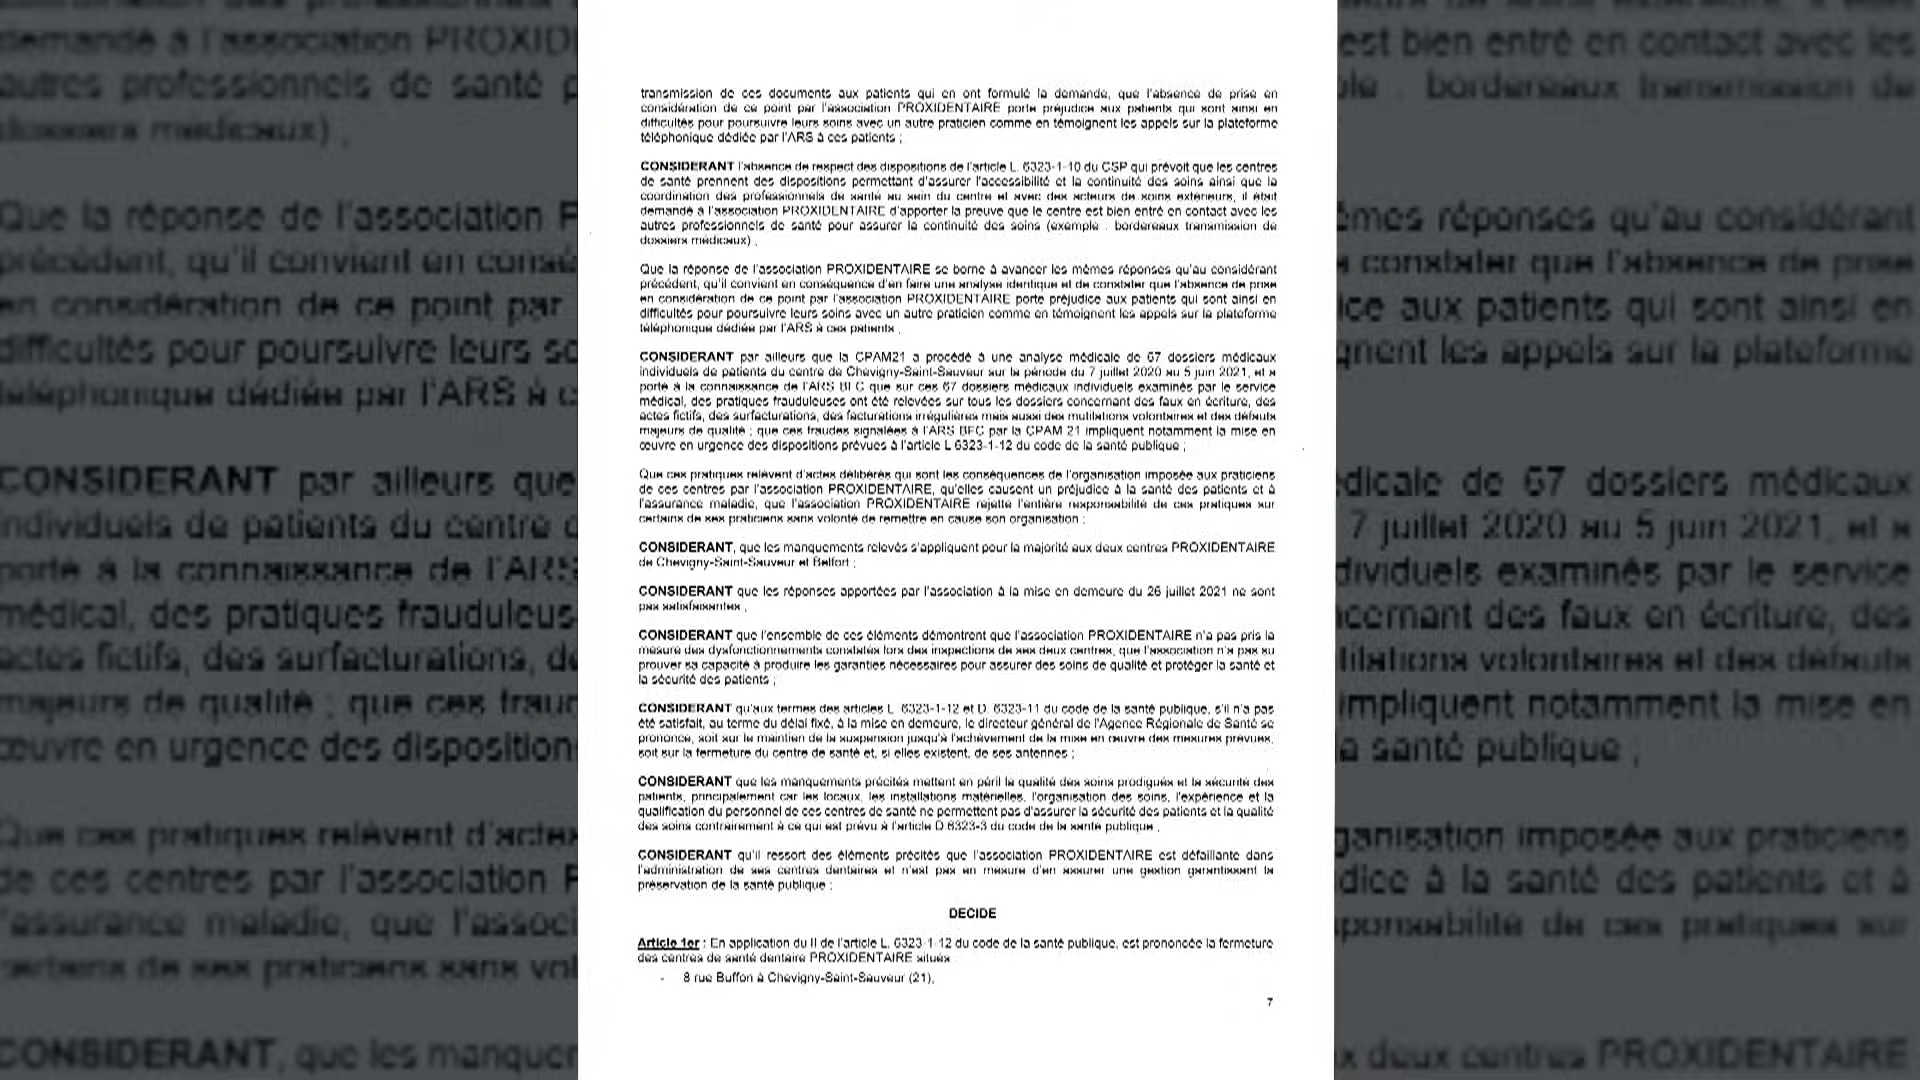 transmission de ces documents aux patients qui en ont formulé la demande, que l'absence de prise en
considération de ce point par l'association PROXIDENTAIRE porte préjudice aux patients qui sont ainsi en
difficultés pour poursuivre leurs soins avec un autre praticien comme en témoignent les appels sur la plateforme
téléphonique dédiée par l'ARS à ces patients ;
CONSIDERANT l'absence de respect des dispositions de l'article L. 6323-1-10 du CSP qui prévoit que les centres
de santé prennent des dispositions permettant d'assurer l'accessibilité et la continuité des soins ainsi que la
coordination des professionnels de santé au sein du centre et avec des acteurs de soins extérieurs, il était
demandé à l'association PROXIDENTAIRE d'apporter la preuve que le centre est bien entré en contact avec les
autres professionnels de santé pour assurer la continuité des soins (exemple : bordereaux transmission de
dossiers médicaux) ,
Que la réponse de l'association PROXIDENTAIRE se borne à avancer les mêmes réponses qu'au considérant
précédent, qu'il convient en conséquence d'en faire une analyse identique et de constater que l'absence de prise
en considération de ce point par l'association PROXIDENTAIRE porte préjudice aux patients qui sont ainsi en
difficultés pour poursuivre leurs soins avec un autre praticien comme en témoignent les appels sur la plateforme
téléphonique dédiée par l'ARS à ces patients ,
CONSIDERANT par ailleurs que la CPAM21 a procédé à une analyse médicale de 67 dossiers médicaux
individuels de patients du centre de Chevigny-Saint-Sauveur sur la période du 7 juillet 2020 au 5 juin 2021, et a
porté à la connaissance de l'ARS BFC que sur ces 67 dossiers médicaux individuels examinés par le service
médical, des pratiques frauduleuses ont été relevées sur tous les dossiers concernant des faux en écriture, des
actes fictifs, des surfacturations, des facturations irrégulières mais aussi des mutilations volontaires et des défauts
majeurs de qualité ; que ces fraudes signalées à l'ARS BFC par la CPAM 21 impliquent notamment la mise en
œuvre en urgence des dispositions prévues à l'article L 6323-1-12 du code de la santé publique ;
Que ces pratiques relèvent d'actes délibérés qui sont les conséquences de l'organisation imposée aux praticiens
de ces centres par l'association PROXIDENTAIRE, qu'elles causent un préjudice à la santé des patients et à
l'assurance maladie, que l'association PROXIDENTAIRE rejette l'entière responsabilité de ces pratiques sur
certains de ses praticiens sans volonté de remettre en cause son organisation ;
CONSIDERANT, que les manquements relevés s'appliquent pour la majorité aux deux centres PROXIDENTAIRE
de Chevigny-Saint-Sauveur et Belfort ;
CONSIDERANT que les réponses apportées par l'association à la mise en demeure du 26 juillet 2021 ne sont
pas satisfaisantes ,
CONSIDERANT que l'ensemble de ces éléments démontrent que l'association PROXIDENTAIRE n'a pas pris la
mesure des dysfonctionnements constatés lors des inspections de ses deux centres, que l'association n'a pas su
prouver sa capacité à produire les garanties nécessaires pour assurer des soins de qualité et protéger la santé et
la sécurité des patients ;
CONSIDERANT qu'aux termes des articles L. 6323-1-12 et D. 6323-11 du code de la santé publique, s'il n'a pas
été satisfait, au terme du délai fixé, à la mise en demeure, le directeur général de l'Agence Régionale de Santé se
prononce, soit sur le maintien de la suspension jusqu'à l'achèvement de la mise en œuvre des mesures prévues,
soit sur la fermeture du centre de santé et, si elles existent, de ses antennes ;
CONSIDERANT que les manquements précités mettent en péril la qualité des soins prodigués et la sécurité des
patients, principalement car les locaux, les installations matérielles, l'organisation des soins, l'expérience et la
qualification du personnel de ces centres de santé ne permettent pas d'assurer la sécurité des patients et la qualité
des soins contrairement à ce qui est prévu à l'article D.6323-3 du code de la santé publique ,
CONSIDERANT qu'il ressort des éléments précités que l'association PROXIDENTAIRE est défaillante dans
l'administration de ses centres dentaires et n'est pas en mesure d'en assurer une gestion garantissant la
préservation de la santé publique ;
DECIDE
Article 1er : En application du II de l'article L. 6323-1-12 du code de la santé publique, est prononcée la fermeture
des centres de santé dentaire PROXIDENTAIRE situés
- 8 rue Buffon à Chevigny-Saint-Sauveur (21),
7